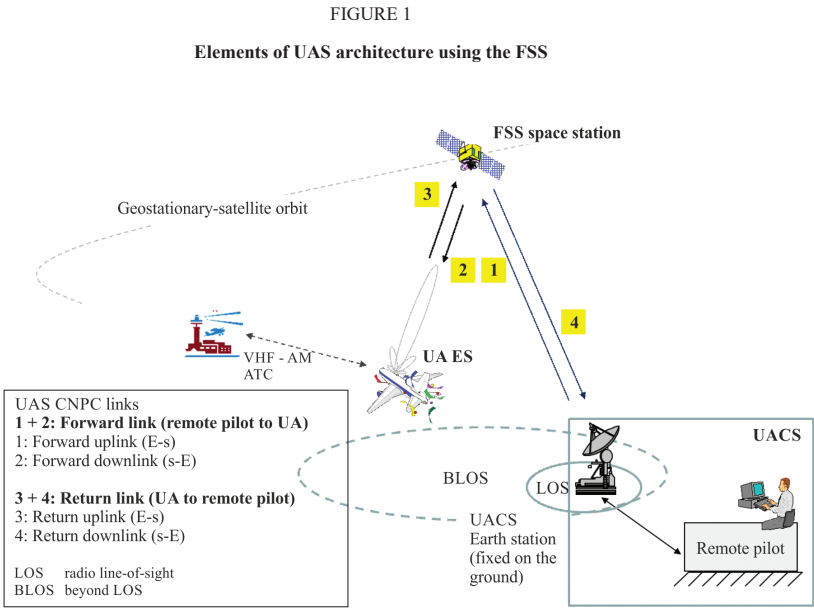 FIGURE 1
Elements of UAS architecture using the FSS
FSS space station
3
Geostationary-satellite orbit
2
1
4
UA ES
VHF - AM
ATC
UAS CNPC links
1 + 2: Forward link (remote pilot to UA)
1: Forward uplink (E-s)
2: Forward downlink (s-E)
3 + 4: Return link (UA to remote pilot)
3: Return uplink (E-s)
4: Return downlink (s-E)
LOS radio line-of-sight
BLOS beyond LOS
UACS
BLOS
LOS
UACS
Earth station
(fixed on the
ground)
Remote pilot